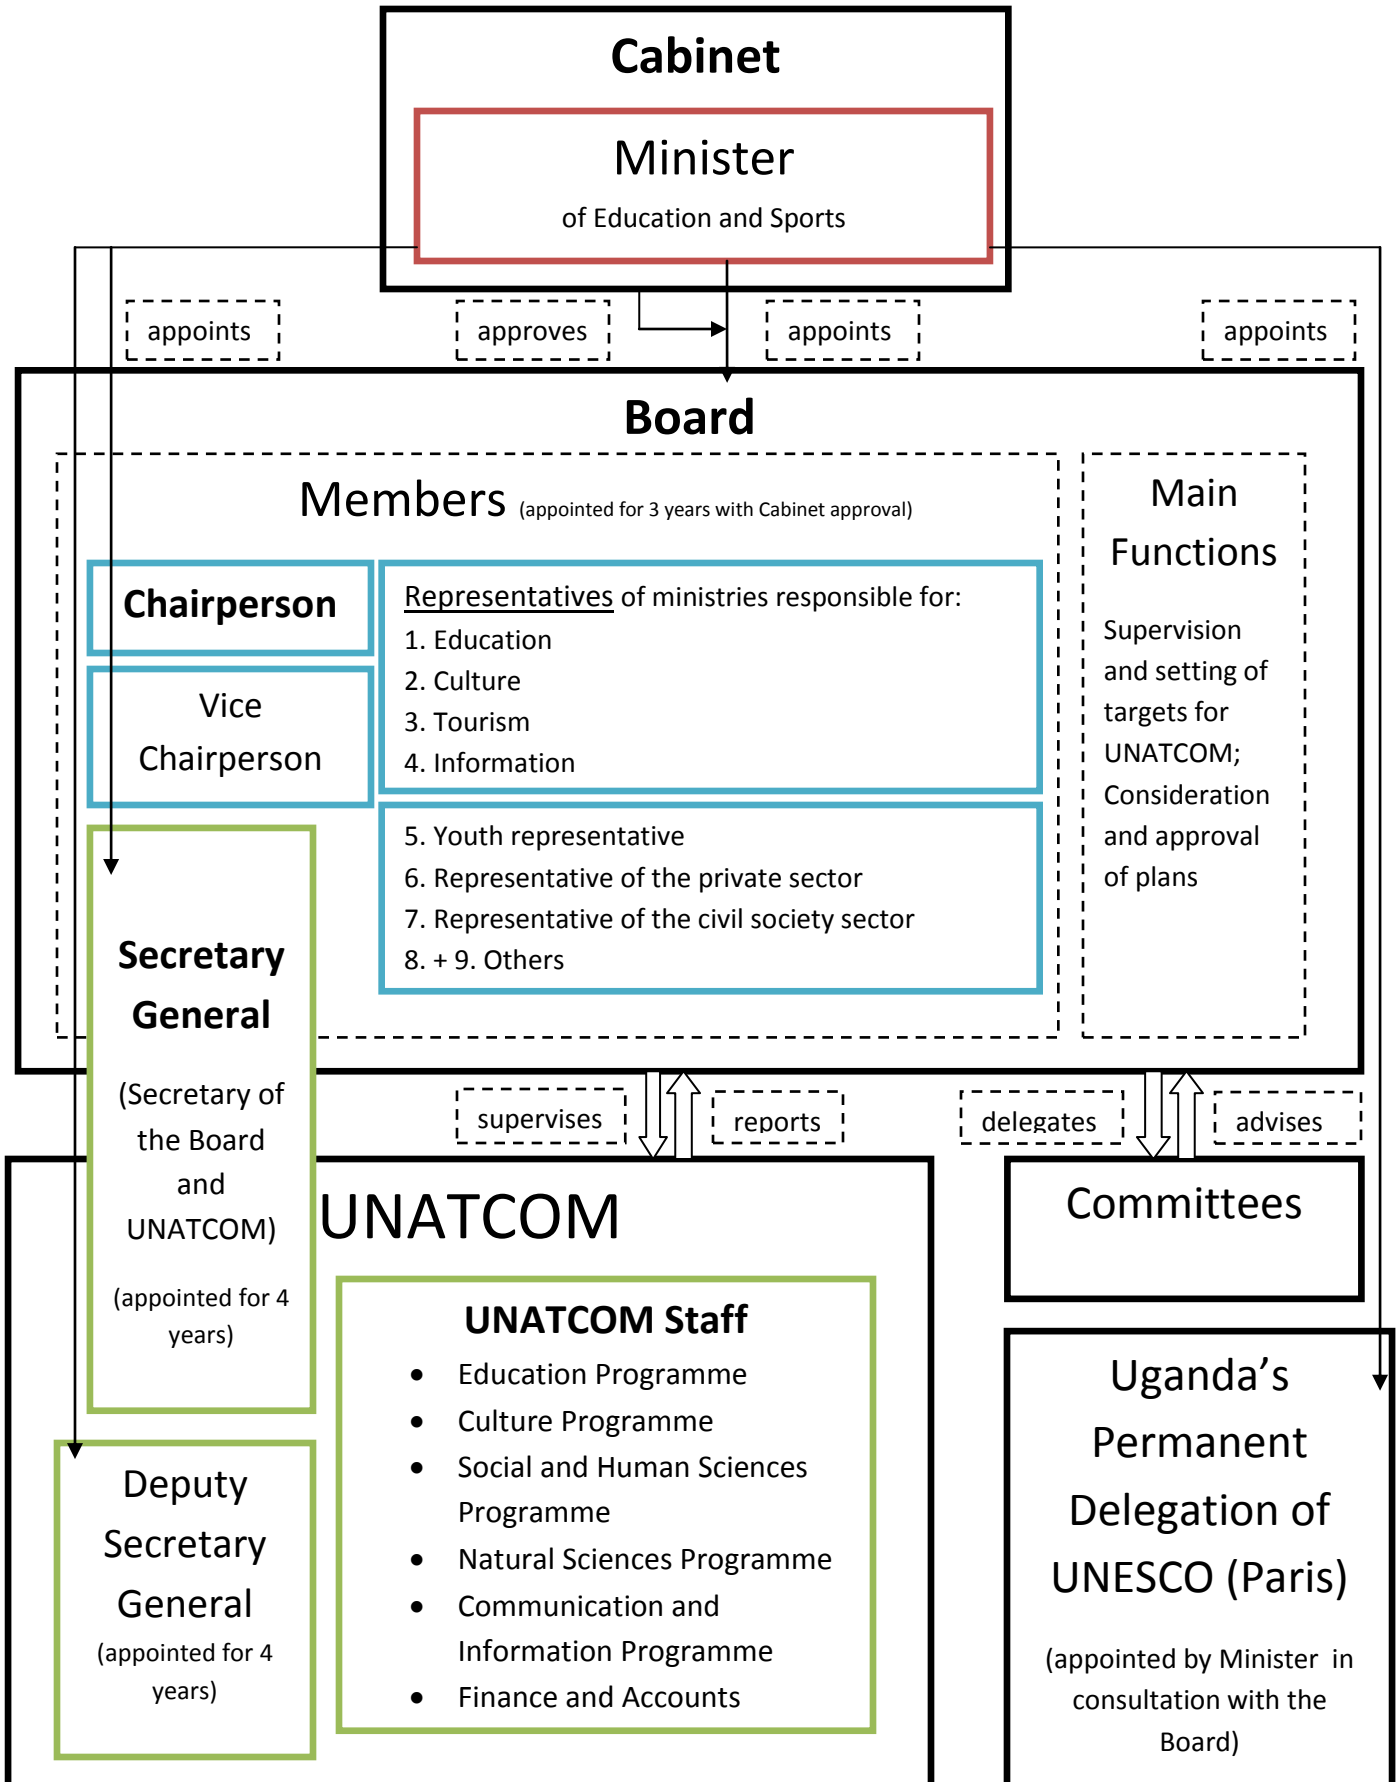 Cabinet
Minister
of Education and Sports
appoints
approves
appoints
appoints
Board
Members (appointed for 3 years with Cabinet approval)
Chairperson
Vice
Chairperson
Representatives of ministries responsible for:
1. Education
2. Culture
3. Tourism
4. Information
5. Youth representative
6. Representative of the private sector
7. Representative of the civil society sector
8. + 9. Others
Main
Functions
Supervision
and setting of
targets for
UNATCOM;
Consideration
and approval
of plans
Secretary
General
(Secretary of
the Board
and
UNATCOM)
(appointed for 4
years)
supervises
reports
delegates
advises
UNATCOM
UNATCOM Staff
• Education Programme
• Culture Programme
• Social and Human Sciences
Programme
• Natural Sciences Programme
• Communication and
Information Programme
• Finance and Accounts
Deputy
Secretary
General
(appointed for 4
years)
Committees
Uganda's
Permanent
Delegation of
UNESCO (Paris)
(appointed by Minister in
consultation with the
Board)